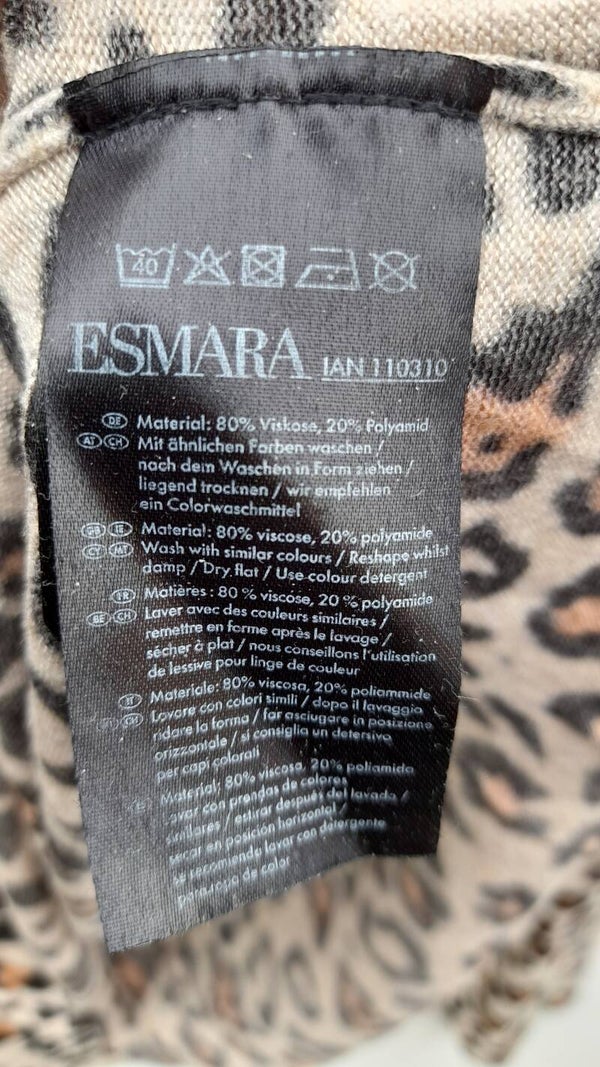 40
ESMARA IAN 110310
DE Material: 80% Viskose, 20% Polyamid
AT CH Mit ähnlichen Farben waschen /
nach dem Waschen in Form ziehen /
liegend trocknen / wir empfehlen
ein Colorwaschmittel
GB IE Material: 80% viscose, 20% polyamide
CY MT Wash with similar colours / Reshape whilst
damp / Dry flat / Use colour detergent
FR Matières: 80 % viscose, 20 % polyamide
BE CH Laver avec des couleurs similaires /
remettre en forme après le lavage /
sécher à plat / nous conseillons l'utilisation
de lessive pour linge de couleur
IT Materiale: 80% viscosa, 20% poliammide
CH Lavare con colori simili / dopo il lavaggio
ridare la forma / far asciugare in posizione
orizzontale / si consiglia un detersivo
per capi colorati
ES Material: 80% viscosa, 20% poliamida
Lavar con prendas de colores
similares / estilar después del lavado /
secar en posición horizontal /
se recomienda lavar con detergente
para ropa de color